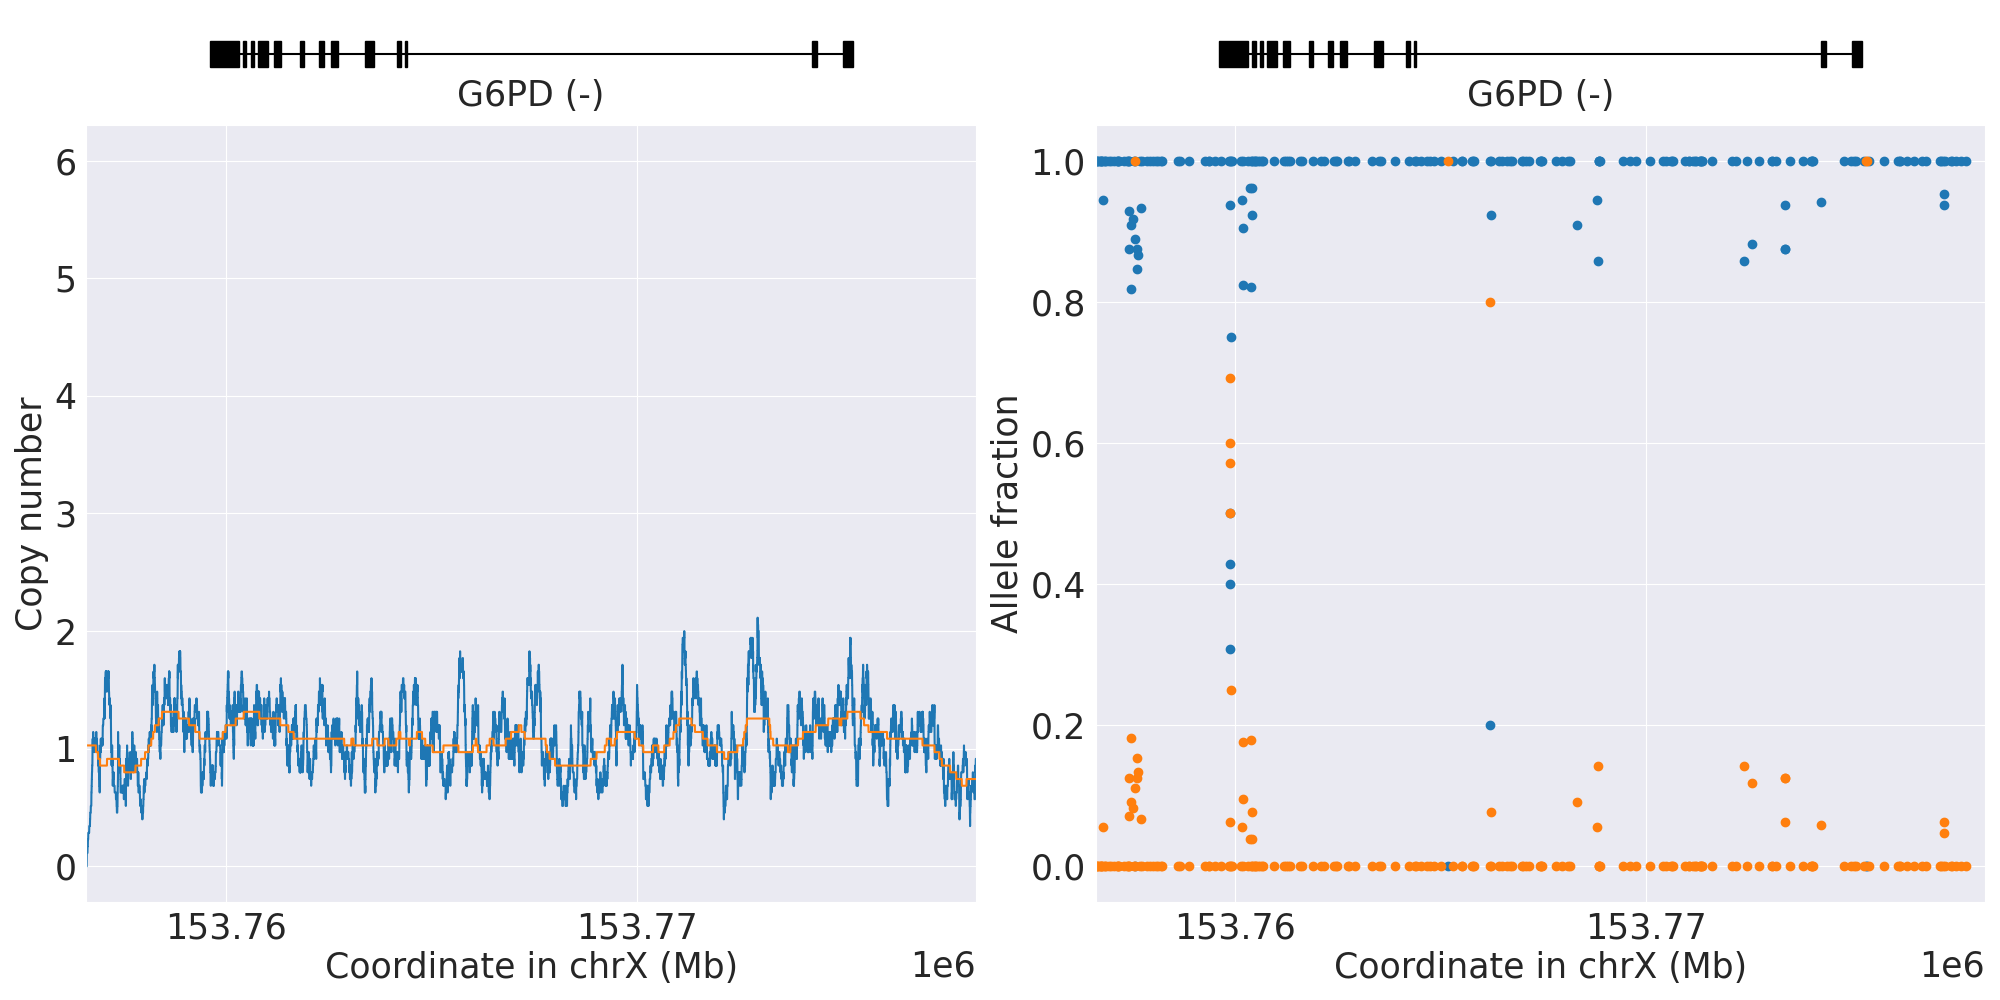 G6PD (-)
G6PD (-)
6
5
4
3
2
1
0
Copy number
153.76
153.77
Coordinate in chrX (Mb)
1e6
1.0
0.8
0.6
0.4
0.2
0.0
Allele fraction
153.76
153.77
Coordinate in chrX (Mb)
1e6